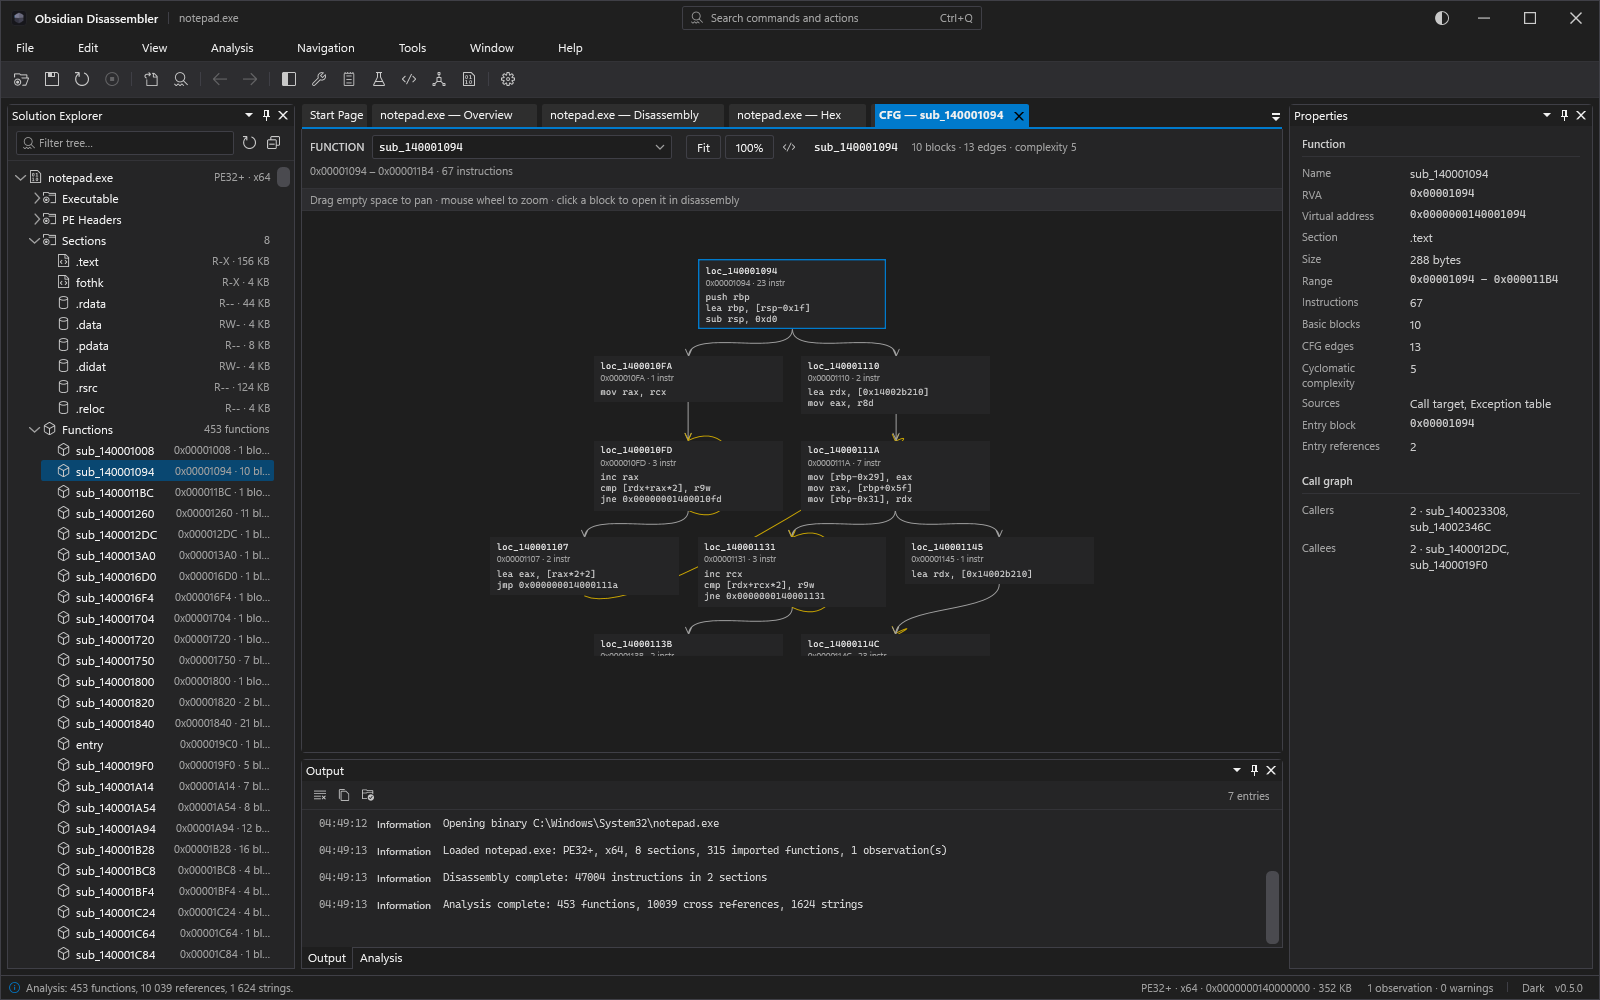 Obsidian Disassembler
notepad.exe
Search commands and actions
Ctrl+Q
File
Edit
View
Analysis
Navigation
Tools
Window
Help
Solution Explorer
Filter tree...
notepad.exe PE32+ · x64
Executable
PE Headers
Sections 8
.text R-X · 156 KB
fothk R-X · 4 KB
.rdata R-- · 44 KB
.data RW- · 4 KB
.pdata R-- · 8 KB
.didat RW- · 4 KB
.rsrc R-- · 124 KB
.reloc R-- · 4 KB
Functions 453 functions
sub_140001008 0x00001008 · 1 blo...
sub_140001094 0x00001094 · 10 bl...
sub_1400011BC 0x000011BC · 1 blo...
sub_140001260 0x00001260 · 11 bl...
sub_1400012DC 0x000012DC · 1 bl...
sub_1400013A0 0x000013A0 · 1 bl...
sub_1400016D0 0x000016D0 · 1 bl...
sub_1400016F4 0x000016F4 · 1 blo...
sub_140001704 0x00001704 · 1 blo...
sub_140001720 0x00001720 · 1 blo...
sub_140001750 0x00001750 · 7 bl...
sub_140001800 0x00001800 · 1 blo...
sub_140001820 0x00001820 · 2 bl...
sub_140001840 0x00001840 · 21 bl...
entry 0x000019C0 · 1 bl...
sub_1400019F0 0x000019F0 · 5 bl...
sub_140001A14 0x00001A14 · 7 bl...
sub_140001A54 0x00001A54 · 8 bl...
sub_140001A94 0x00001A94 · 12 b...
sub_140001B28 0x00001B28 · 16 bl...
sub_140001BC8 0x00001BC8 · 4 bl...
sub_140001BF4 0x00001BF4 · 2 bl...
sub_140001C24 0x00001C24 · 4 bl...
sub_140001C64 0x00001C64 · 1 bl...
sub_140001C84 0x00001C84 · 1 bl...
Start Page
notepad.exe — Overview
notepad.exe — Disassembly
notepad.exe — Hex
CFG — sub_140001094
FUNCTION
sub_140001094
Fit
100%
</>
sub_140001094
10 blocks · 13 edges · complexity 5
0x00001094 – 0x000011B4 · 67 instructions
Drag empty space to pan · mouse wheel to zoom · click a block to open it in disassembly
loc_140001094
0x00001094 · 23 instr
push rbp
lea rbp, [rsp-0x1f]
sub rsp, 0xd0
loc_1400010FA
0x000010FA · 1 instr
mov rax, rcx
loc_140001110
0x00001110 · 2 instr
lea rdx, [0x14002b210]
mov eax, r8d
loc_1400010FD
0x000010FD · 3 instr
inc rax
cmp [rdx+rax*2], r9w
jne 0x00000001400010fd
loc_14000111A
0x0000111A · 7 instr
mov [rbp-0x29], eax
mov rax, [rbp+0x5f]
mov [rbp-0x31], rdx
loc_140001107
0x00001107 · 2 instr
lea eax, [rax*2+2]
jmp 0x000000014000111a
loc_140001131
0x00001131 · 3 instr
inc rcx
cmp [rdx+rcx*2], r9w
jne 0x0000000140001131
loc_140001145
0x00001145 · 1 instr
lea rdx, [0x14002b210]
loc_14000113B
0x0000113B · 2 instr
loc_14000114C
0x0000114C · 23 instr
Output
7 entries
04:49:12 Information Opening binary C:\Windows\System32\notepad.exe
04:49:13 Information Loaded notepad.exe: PE32+, x64, 8 sections, 315 imported functions, 1 observation(s)
04:49:13 Information Disassembly complete: 47004 instructions in 2 sections
04:49:13 Information Analysis complete: 453 functions, 10039 cross references, 1624 strings
Output
Analysis
Properties
Function
Name sub_140001094
RVA 0x00001094
Virtual address 0x0000000140001094
Section .text
Size 288 bytes
Range 0x00001094 – 0x000011B4
Instructions 67
Basic blocks 10
CFG edges 13
Cyclomatic
complexity 5
Sources Call target, Exception table
Entry block 0x00001094
Entry references 2
Call graph
Callers 2 · sub_140023308,
sub_14002346C
Callees 2 · sub_1400012DC,
sub_1400019F0
Analysis: 453 functions, 10 039 references, 1 624 strings.
PE32+ · x64 · 0x0000000140000000 · 352 KB
1 observation · 0 warnings
Dark
v0.5.0